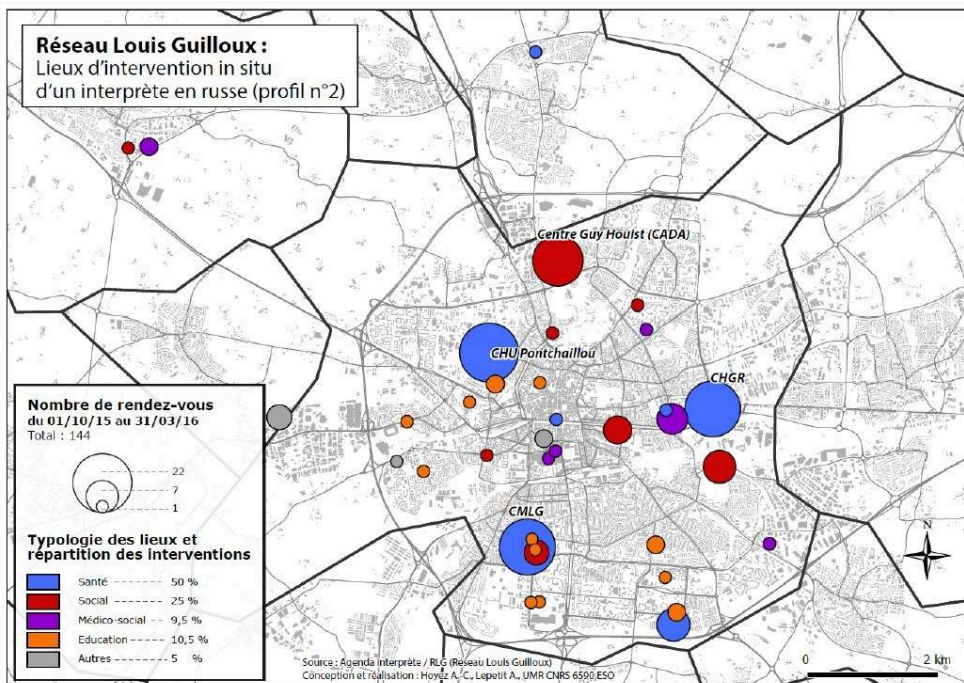 Réseau Louis Guilloux :
Lieux d'intervention in situ
d'un interprète en russe (profil n°2)
Centre Guy Houist (CADA)
CHU Pontchaillou
CHGR
CMLG
Nombre de rendez-vous
du 01/10/15 au 31/03/16
Total : 144
22
7
1
Typologie des lieux et
répartition des interventions
Santé 50 %
Social 25 %
Médico-social 9,5 %
Education 10,5 %
Autres 5 %
N
Source : Agenda interprète / RLG (Réseau Louis Guilloux)
Conception et réalisation : Hoyez A.-C., Lepetit A., UMR CNRS 6590 ESO
0 2 km